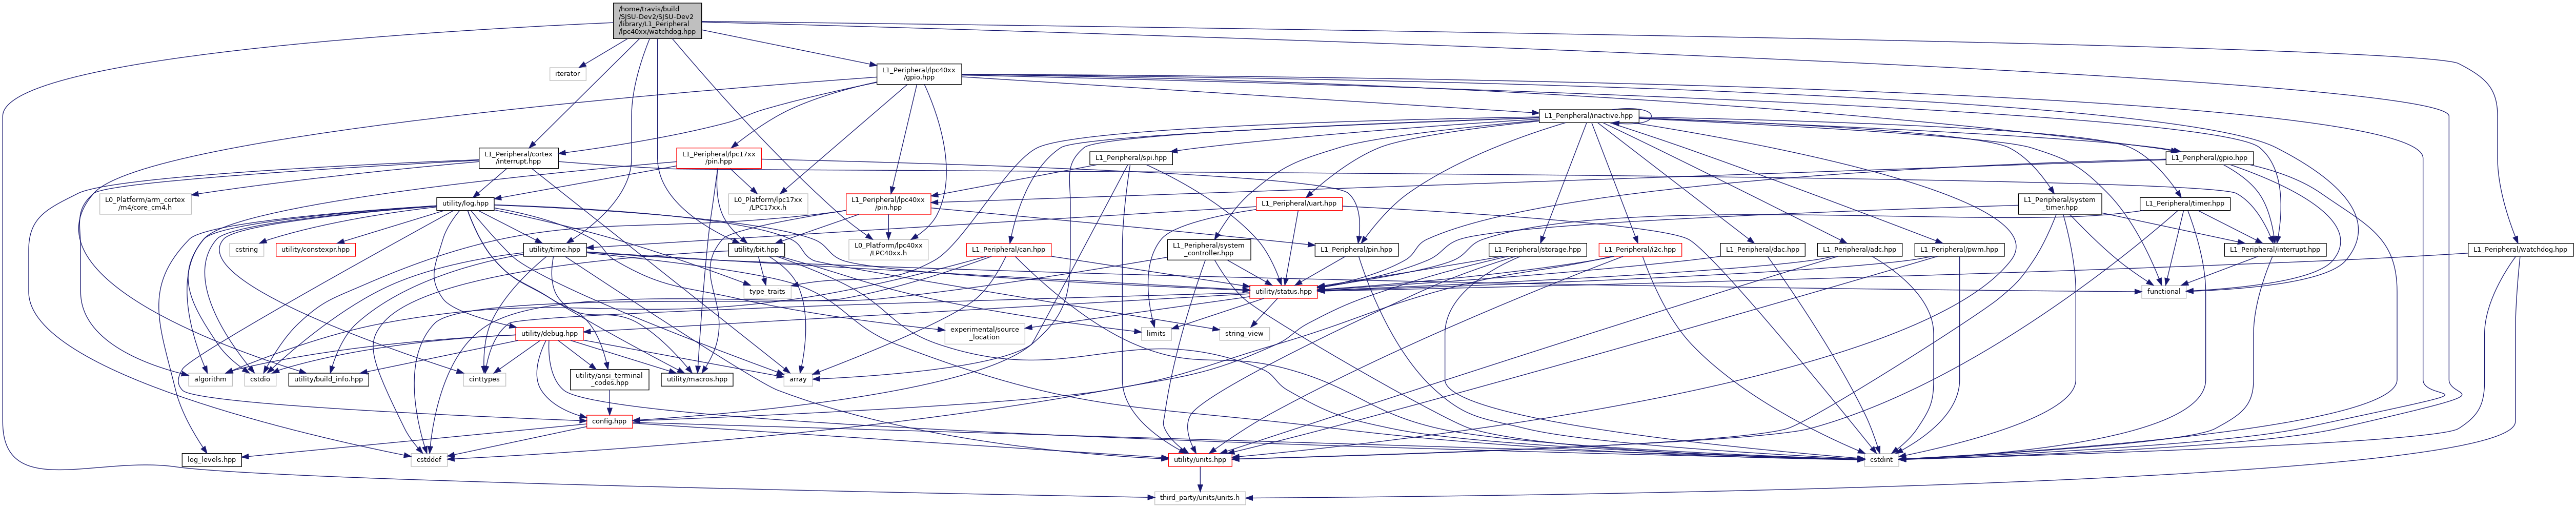 /home/travis/build
/SJSU-Dev2/SJSU-Dev2
/library/L1_Peripheral
/lpc40xx/watchdog.hpp
iterator
L1_Peripheral/lpc40xx
/gpio.hpp
L1_Peripheral/inactive.hpp
L1_Peripheral/cortex
/interrupt.hpp
L1_Peripheral/lpc17xx
/pin.hpp
L1_Peripheral/spi.hpp
L1_Peripheral/gpio.hpp
L0_Platform/arm_cortex
/m4/core_cm4.h
utility/log.hpp
L0_Platform/lpc17xx
/LPC17xx.h
L1_Peripheral/lpc40xx
/pin.hpp
L1_Peripheral/uart.hpp
L1_Peripheral/system
_timer.hpp
L1_Peripheral/timer.hpp
cstring
utility/constexpr.hpp
utility/time.hpp
utility/bit.hpp
L0_Platform/lpc40xx
/LPC40xx.h
L1_Peripheral/can.hpp
L1_Peripheral/system
_controller.hpp
L1_Peripheral/pin.hpp
L1_Peripheral/storage.hpp
L1_Peripheral/i2c.hpp
L1_Peripheral/dac.hpp
L1_Peripheral/adc.hpp
L1_Peripheral/pwm.hpp
L1_Peripheral/interrupt.hpp
L1_Peripheral/watchdog.hpp
type_traits
utility/status.hpp
functional
utility/debug.hpp
experimental/source
_location
limits
string_view
algorithm
cstdio
utility/build_info.hpp
cinttypes
utility/ansi_terminal
_codes.hpp
utility/macros.hpp
array
config.hpp
log_levels.hpp
cstddef
utility/units.hpp
cstdint
third_party/units/units.h